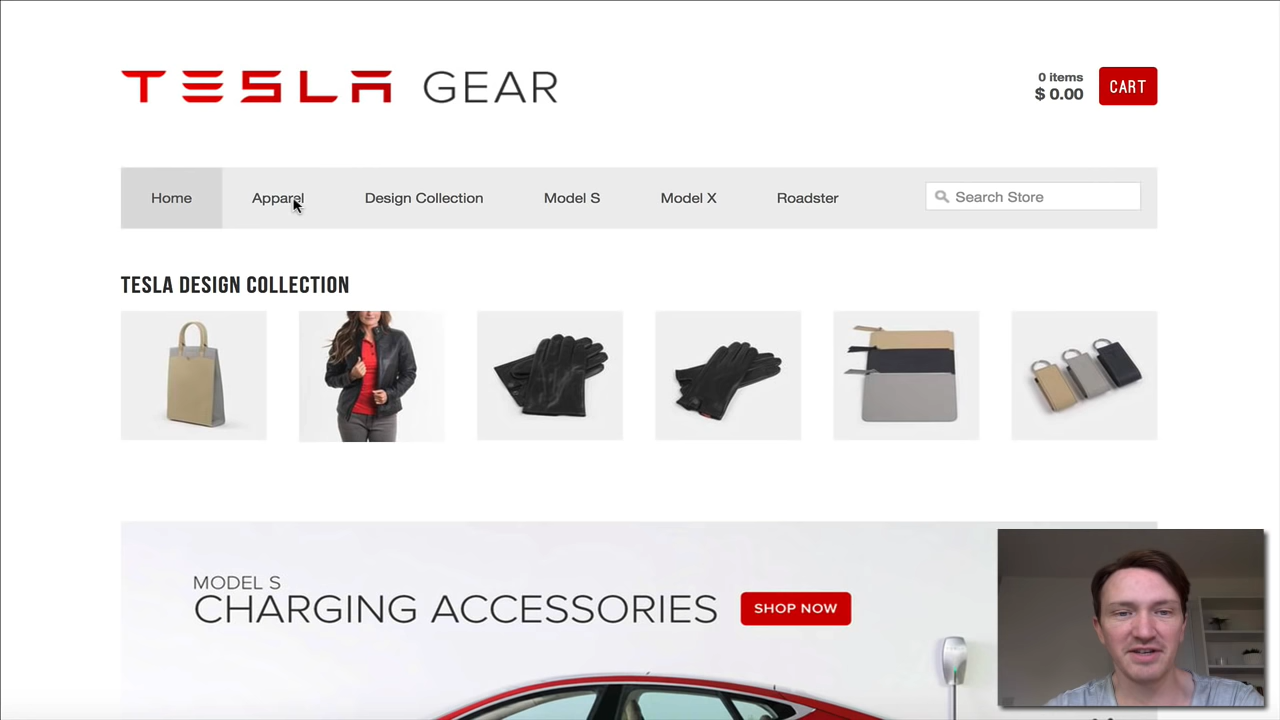 TESLA GEAR
0 items
$ 0.00
CART
Home
Apparel
Design Collection
Model S
Model X
Roadster
Search Store
TESLA DESIGN COLLECTION
MODEL S
CHARGING ACCESSORIES
SHOP NOW